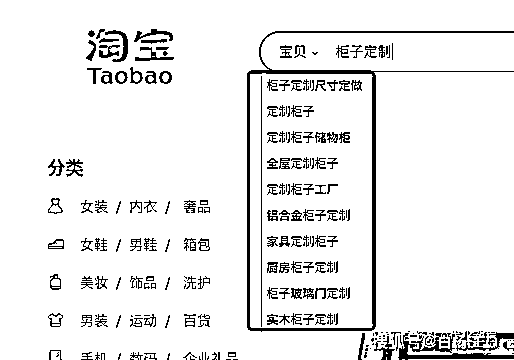 淘宝
Taobao
宝贝 柜子定制
柜子定制尺寸定做
定制柜子
定制柜子储物柜
全屋定制柜子
定制柜子工厂
铝合金柜子定制
家具定制柜子
厨房柜子定制
柜子玻璃门定制
实木柜子定制
分类
女装 / 内衣 / 奢品
女鞋 / 男鞋 / 箱包
美妆 / 饰品 / 洗护
男装 / 运动 / 百货
手机 / 数码 / 企业礼品